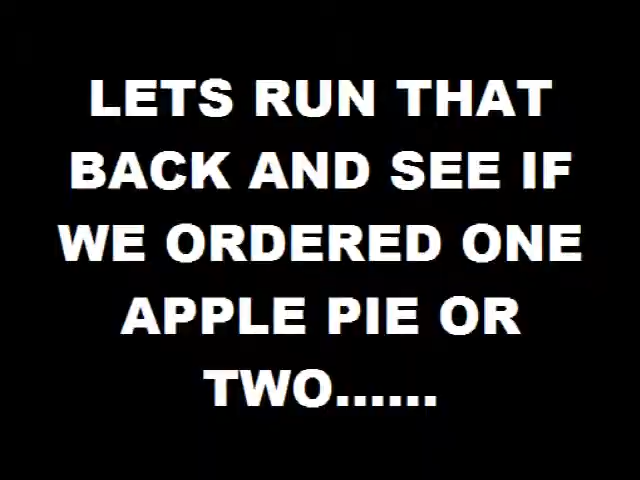 LETS RUN THAT
BACK AND SEE IF
WE ORDERED ONE
APPLE PIE OR
TWO......